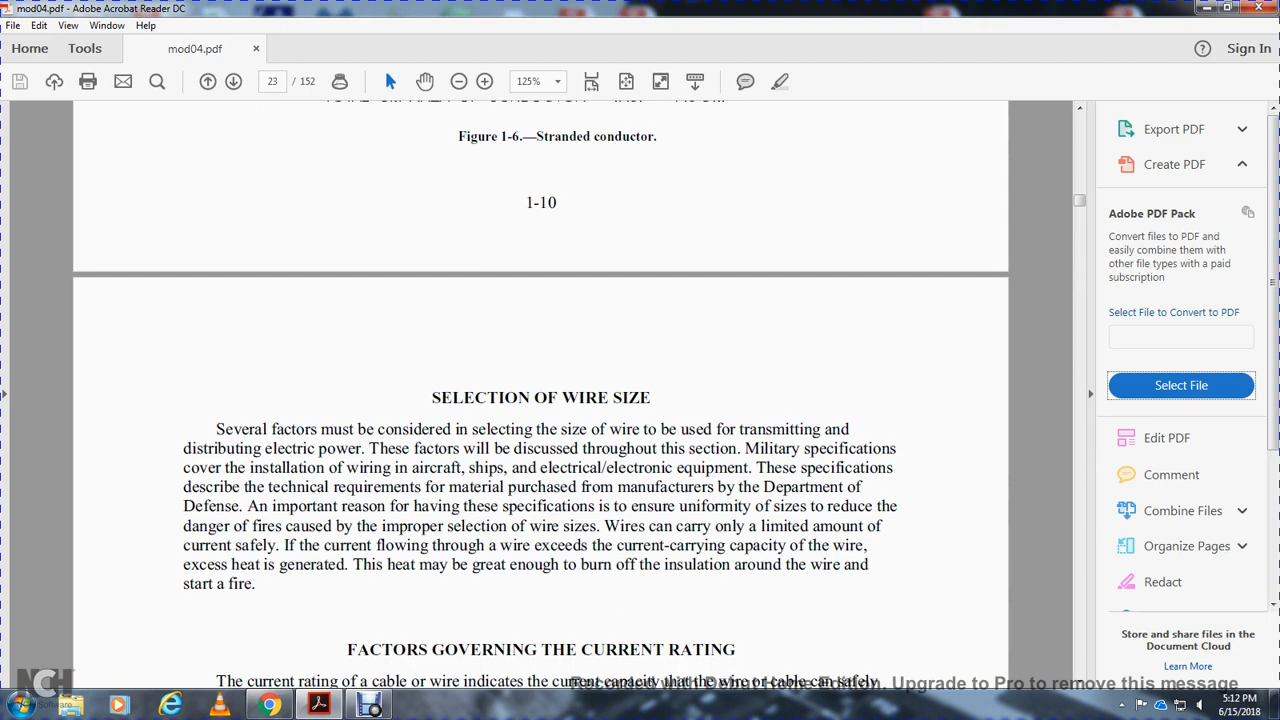 mod04.pdf - Adobe Acrobat Reader DC
File Edit View Window Help
Home Tools mod04.pdf × Sign In
23 / 152 125%
Figure 1-6.—Stranded conductor.
1-10
SELECTION OF WIRE SIZE
Several factors must be considered in selecting the size of wire to be used for transmitting and
distributing electric power. These factors will be discussed throughout this section. Military specifications
cover the installation of wiring in aircraft, ships, and electrical/electronic equipment. These specifications
describe the technical requirements for material purchased from manufacturers by the Department of
Defense. An important reason for having these specifications is to ensure uniformity of sizes to reduce the
danger of fires caused by the improper selection of wire sizes. Wires can carry only a limited amount of
current safely. If the current flowing through a wire exceeds the current-carrying capacity of the wire,
excess heat is generated. This heat may be great enough to burn off the insulation around the wire and
start a fire.
FACTORS GOVERNING THE CURRENT RATING
The current rating of a cable or wire indicates the current capacity that the wire or cable can safely
Export PDF
Create PDF
Adobe PDF Pack
Convert files to PDF and
easily combine them with
other file types with a paid
subscription
Select File to Convert to PDF
Select File
Edit PDF
Comment
Combine Files
Organize Pages
Redact
Store and share files in the
Document Cloud
Learn More
NCH
Software
Upgrade to Pro to remove this message
5:12 PM
6/15/2018